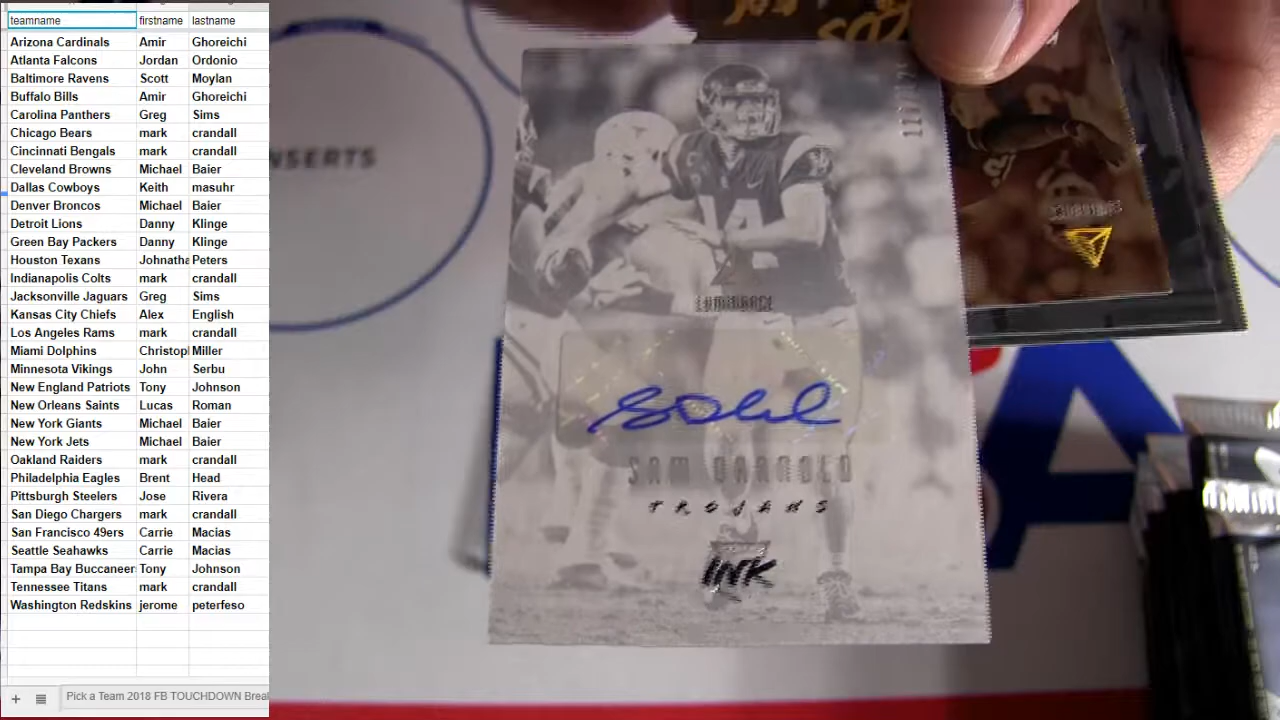 teamname firstname lastname
Arizona Cardinals Amir Ghoreichi
Atlanta Falcons Jordan Ordonio
Baltimore Ravens Scott Moylan
Buffalo Bills Amir Ghoreichi
Carolina Panthers Greg Sims
Chicago Bears mark crandall
Cincinnati Bengals mark crandall
Cleveland Browns Michael Baier
Dallas Cowboys Keith masuhr
Denver Broncos Michael Baier
Detroit Lions Danny Klinge
Green Bay Packers Danny Klinge
Houston Texans Johnatha Peters
Indianapolis Colts mark crandall
Jacksonville Jaguars Greg Sims
Kansas City Chiefs Alex English
Los Angeles Rams mark crandall
Miami Dolphins Christoph Miller
Minnesota Vikings John Serbu
New England Patriots Tony Johnson
New Orleans Saints Lucas Roman
New York Giants Michael Baier
New York Jets Michael Baier
Oakland Raiders mark crandall
Philadelphia Eagles Brent Head
Pittsburgh Steelers Jose Rivera
San Diego Chargers mark crandall
San Francisco 49ers Carrie Macias
Seattle Seahawks Carrie Macias
Tampa Bay Buccaneer Tony Johnson
Tennessee Titans mark crandall
Washington Redskins jerome peterfeso
Pick a Team 2018 FB TOUCHDOWN Brea
NSERTS
14
LUMINANCE
SAM DARNOLD
TROJANS
INK